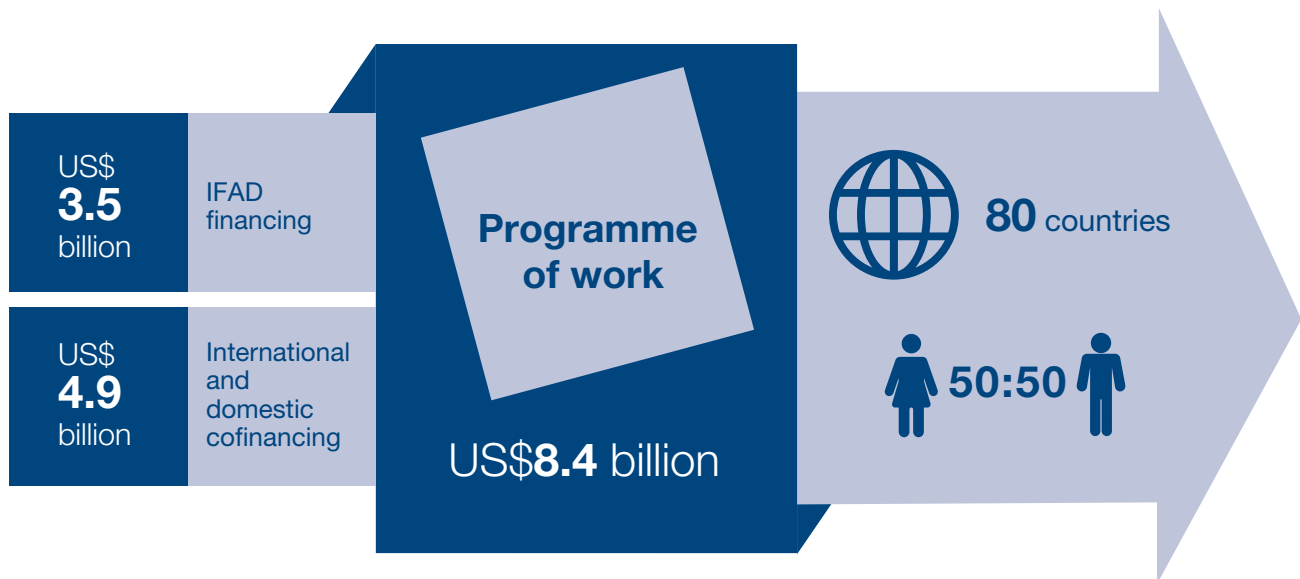 US$
3.5
billion
IFAD
financing
US$
4.9
billion
International
and
domestic
cofinancing
Programme
of work
US$8.4 billion
80 countries
50:50